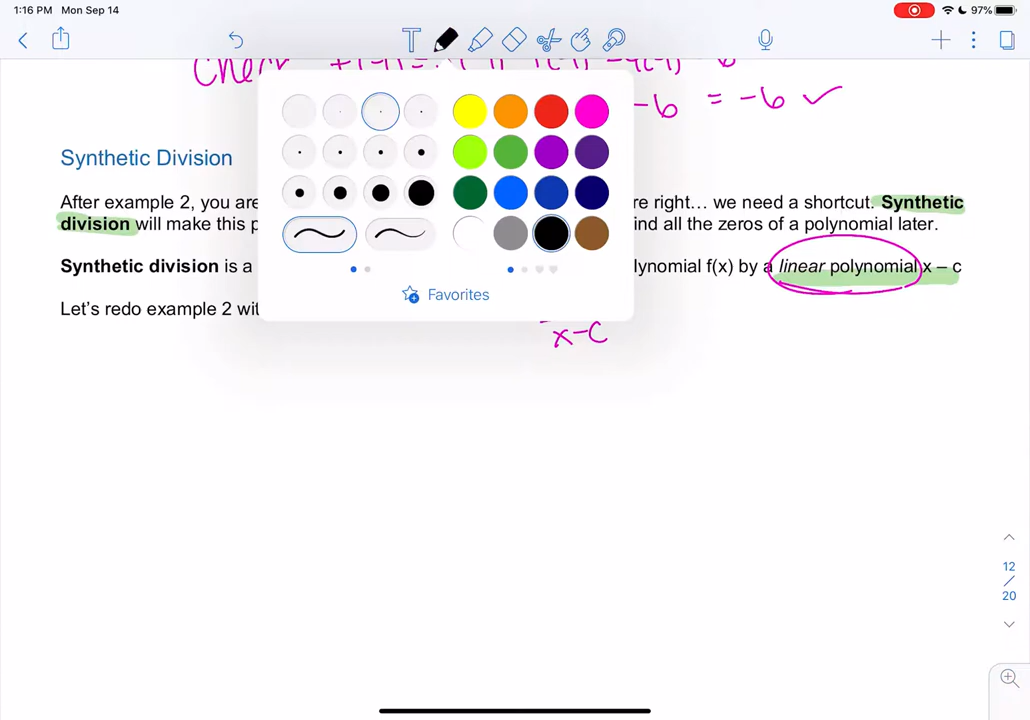 1:16 PM Mon Sep 14
97%
T
Check
- 6 = -6 ✓
Synthetic Division
After example 2, you are re right... we need a shortcut. Synthetic
division will make this p ind all the zeros of a polynomial later.
Synthetic division is a lynomial f(x) by a linear polynomial x – c
Let's redo example 2 wit
x-c
Favorites
12
/
20